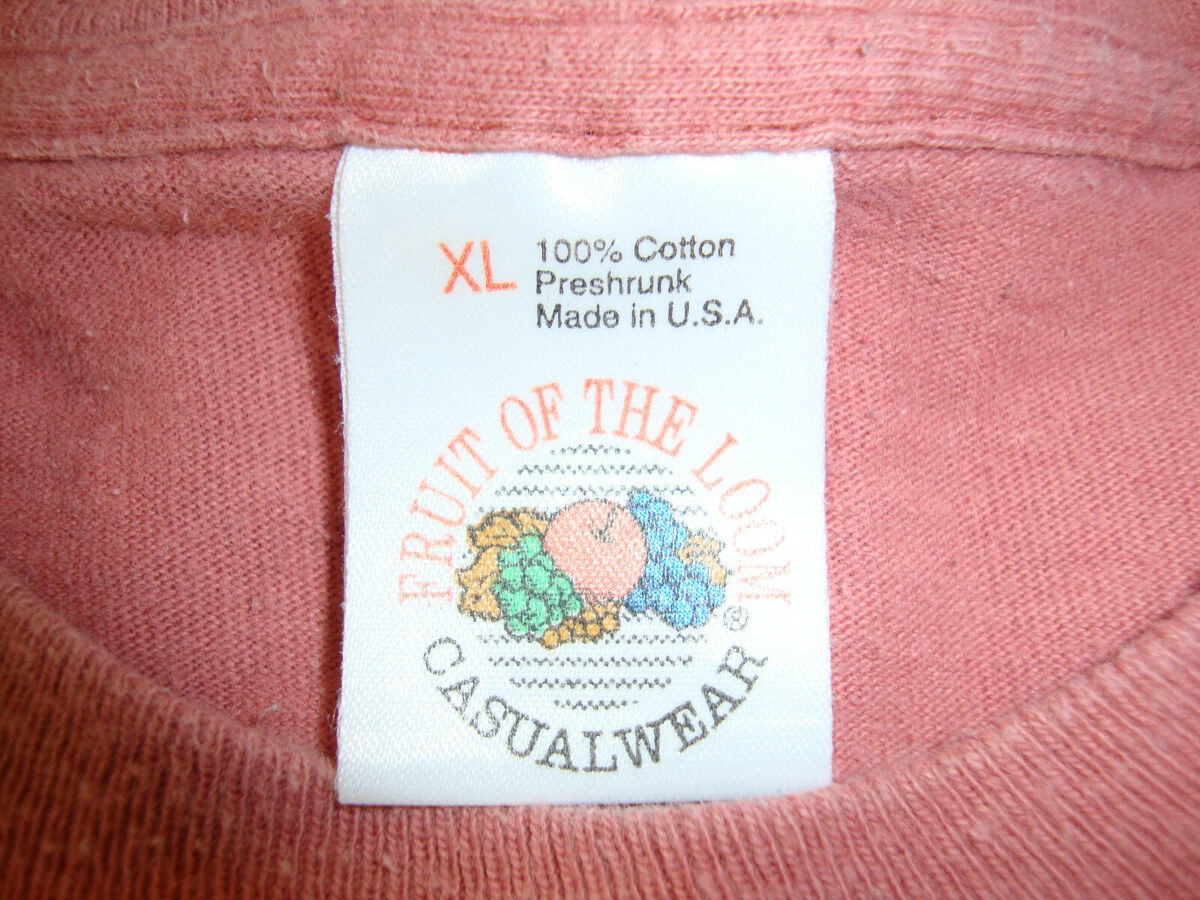 XL 100% Cotton
Preshrunk
Made in U.S.A.
FRUIT OF THE LOOM
®
CASUALWEAR